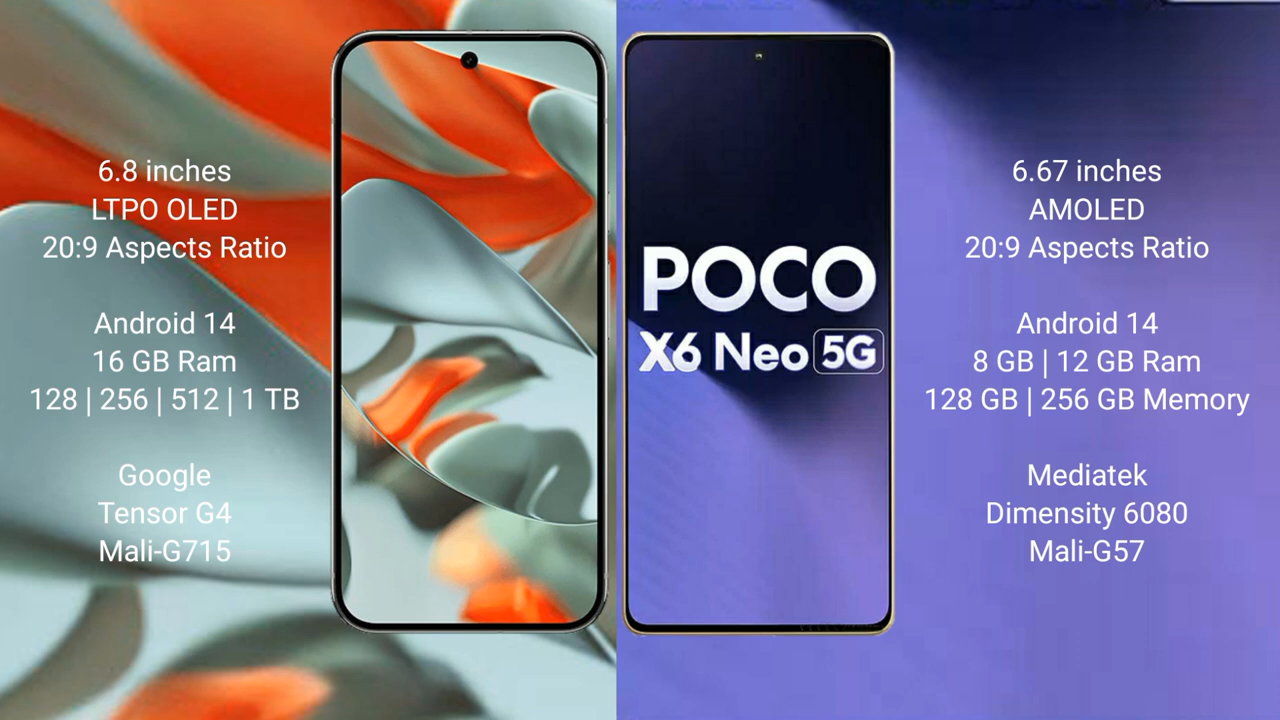 6.8 inches
LTPO OLED
20:9 Aspects Ratio
Android 14
16 GB Ram
128 | 256 | 512 | 1 TB
Google
Tensor G4
Mali-G715
POCO
X6 Neo 5G
6.67 inches
AMOLED
20:9 Aspects Ratio
Android 14
8 GB | 12 GB Ram
128 GB | 256 GB Memory
Mediatek
Dimensity 6080
Mali-G57